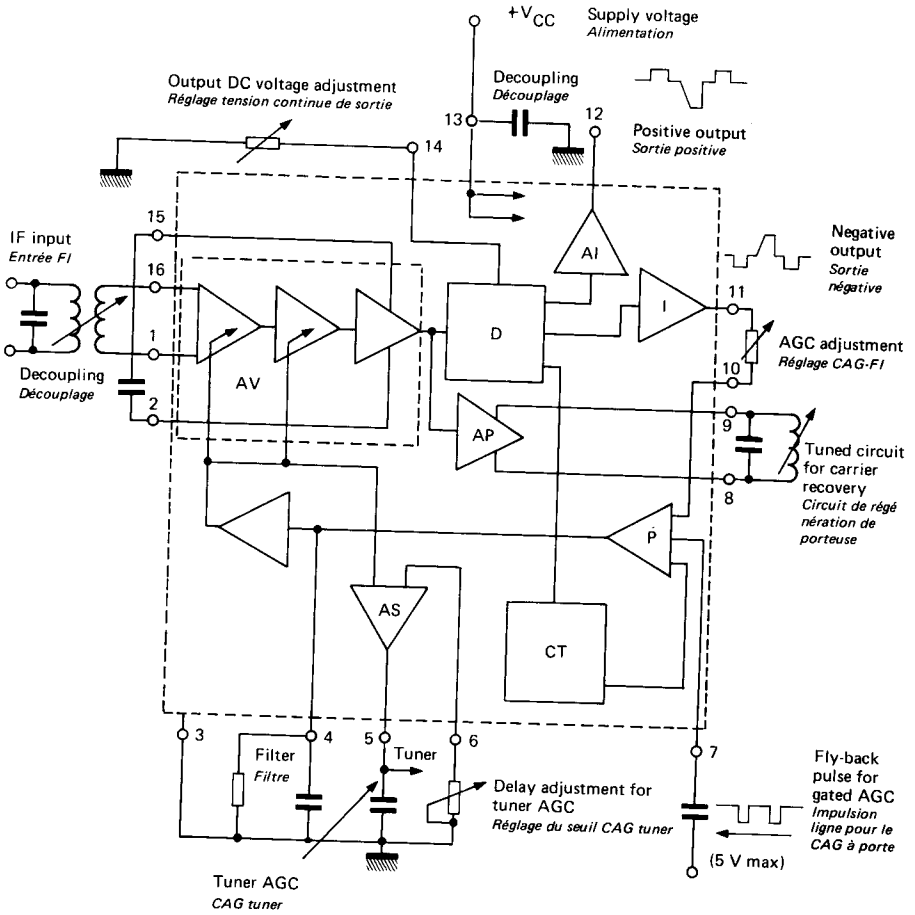 +VCC
Supply voltage
Alimentation
Output DC voltage adjustment
Réglage tension continue de sortie
Decoupling
Découplage
13
12
14
Positive output
Sortie positive
15
IF input
Entrée FI
16
1
Decoupling
Découplage
2
AV
D
AI
I
Negative
output
Sortie
négative
11
AGC adjustment
Réglage CAG-FI
10
AP
9
8
Tuned circuit
for carrier
recovery
Circuit de régé
nération de
porteuse
P
AS
CT
3
4
5
6
7
Filter
Filtre
Tuner
Delay adjustment for
tuner AGC
Réglage du seuil CAG tuner
Fly-back
pulse for
gated AGC
Impulsion
ligne pour le
CAG à porte
(5 V max)
Tuner AGC
CAG tuner